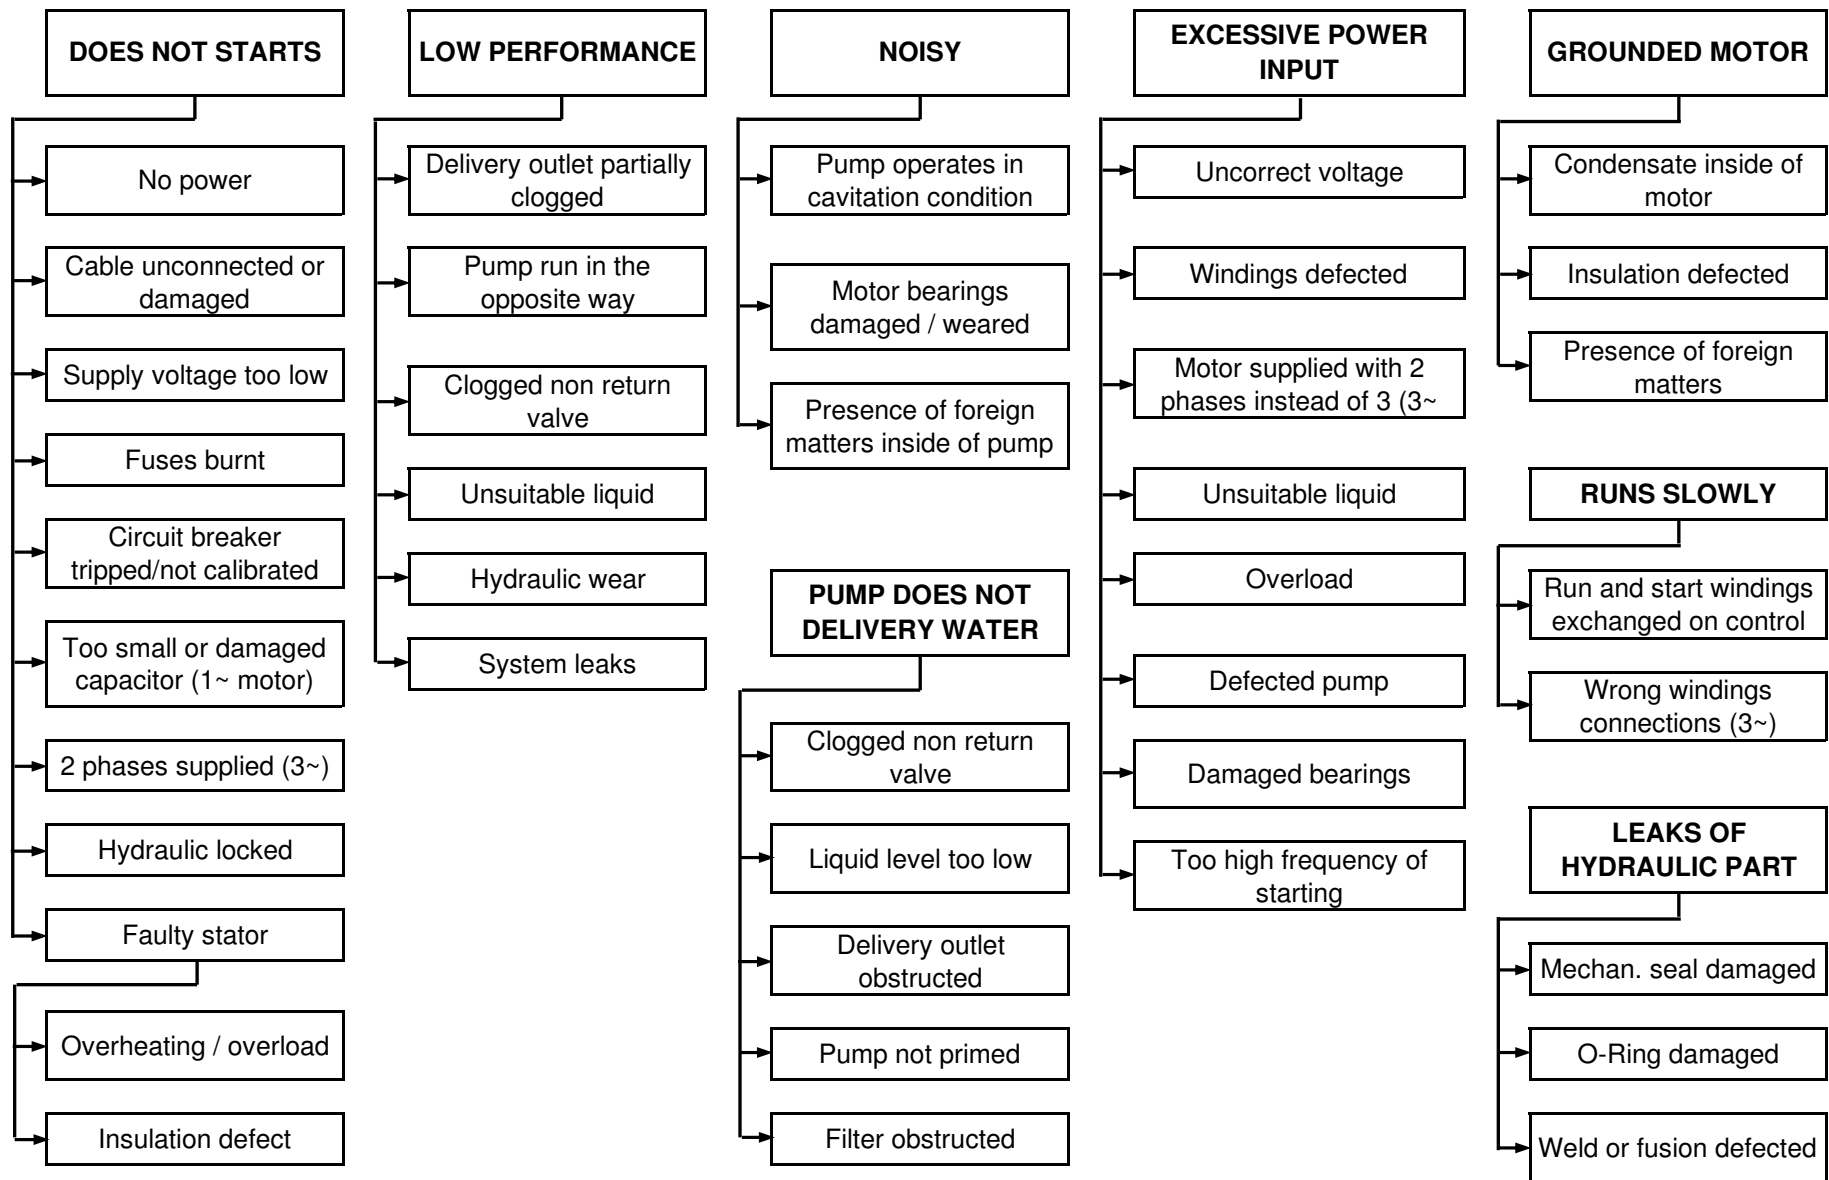 DOES NOT STARTS
No power
Cable unconnected or
damaged
Supply voltage too low
Fuses burnt
Circuit breaker
tripped/not calibrated
Too small or damaged
capacitor (1~ motor)
2 phases supplied (3~)
Hydraulic locked
Faulty stator
Overheating / overload
Insulation defect
LOW PERFORMANCE
Delivery outlet partially
clogged
Pump run in the
opposite way
Clogged non return
valve
Unsuitable liquid
Hydraulic wear
System leaks
NOISY
Pump operates in
cavitation condition
Motor bearings
damaged / weared
Presence of foreign
matters inside of pump
PUMP DOES NOT
DELIVERY WATER
Clogged non return
valve
Liquid level too low
Delivery outlet
obstructed
Pump not primed
Filter obstructed
EXCESSIVE POWER
INPUT
Uncorrect voltage
Windings defected
Motor supplied with 2
phases instead of 3 (3~
Unsuitable liquid
Overload
Defected pump
Damaged bearings
Too high frequency of
starting
GROUNDED MOTOR
Condensate inside of
motor
Insulation defected
Presence of foreign
matters
RUNS SLOWLY
Run and start windings
exchanged on control
Wrong windings
connections (3~)
LEAKS OF
HYDRAULIC PART
Mechan. seal damaged
O-Ring damaged
Weld or fusion defected